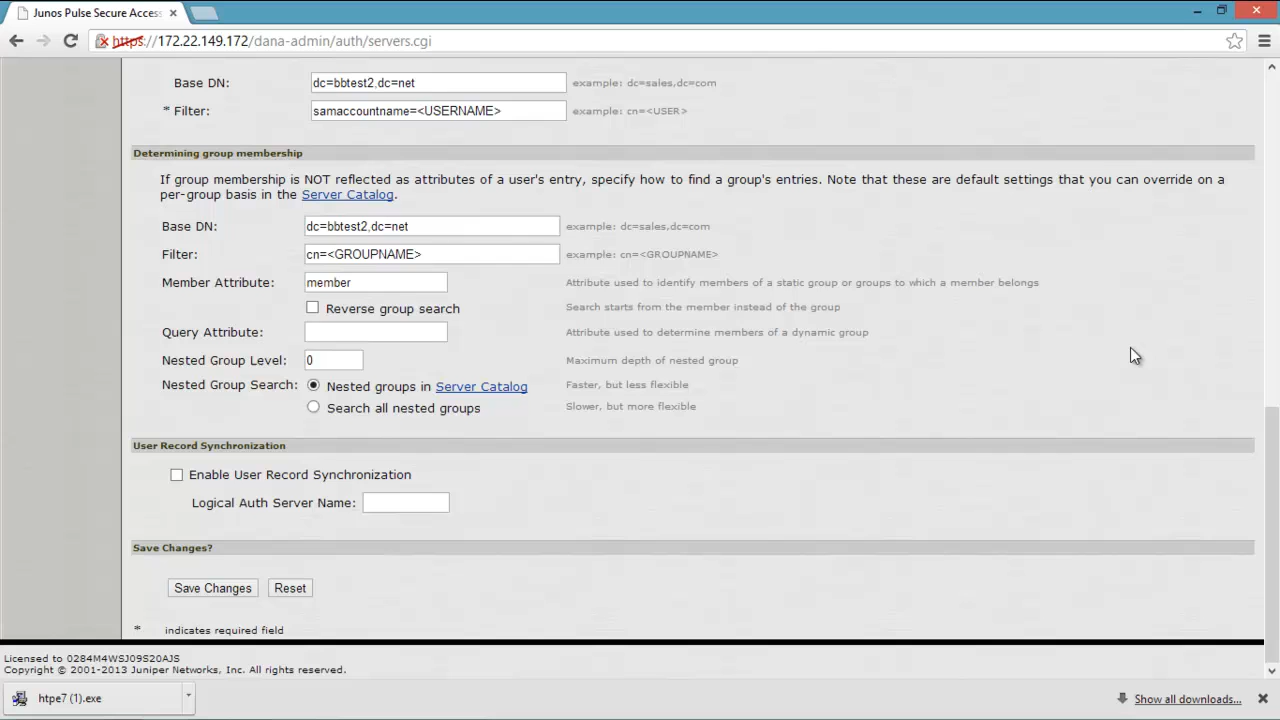 Junos Pulse Secure Access
https://172.22.149.172/dana-admin/auth/servers.cgi
Base DN: dc=bbtest2,dc=net example: dc=sales,dc=com
* Filter: samaccountname=<USERNAME> example: cn=<USER>
Determining group membership
If group membership is NOT reflected as attributes of a user's entry, specify how to find a group's entries. Note that these are default settings that you can override on a
per-group basis in the Server Catalog.
Base DN: dc=bbtest2,dc=net example: dc=sales,dc=com
Filter: cn=<GROUPNAME> example: cn=<GROUPNAME>
Member Attribute: member Attribute used to identify members of a static group or groups to which a member belongs
Reverse group search Search starts from the member instead of the group
Query Attribute: Attribute used to determine members of a dynamic group
Nested Group Level: 0 Maximum depth of nested group
Nested Group Search: Nested groups in Server Catalog Faster, but less flexible
Search all nested groups Slower, but more flexible
User Record Synchronization
Enable User Record Synchronization
Logical Auth Server Name:
Save Changes?
Save Changes Reset
* indicates required field
Licensed to 0284M4WSJ09S20AJS
Copyright © 2001-2013 Juniper Networks, Inc. All rights reserved.
htpe7 (1).exe Show all downloads...